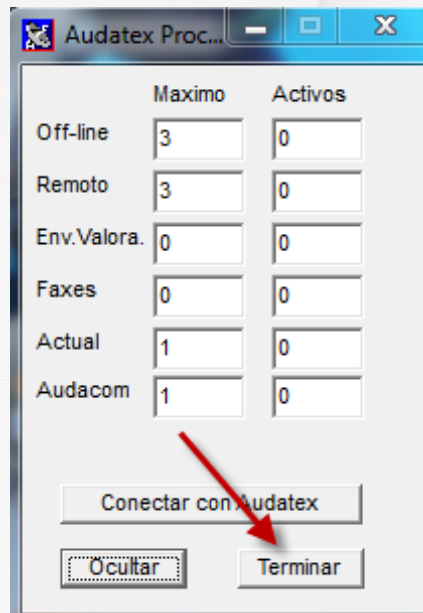 Audatex Proc...
Maximo Activos
Off-line 3 0
Remoto 3 0
Env.Valora. 0 0
Faxes 0 0
Actual 1 0
Audacom 1 0
Conectar con Audatex
Ocultar Terminar